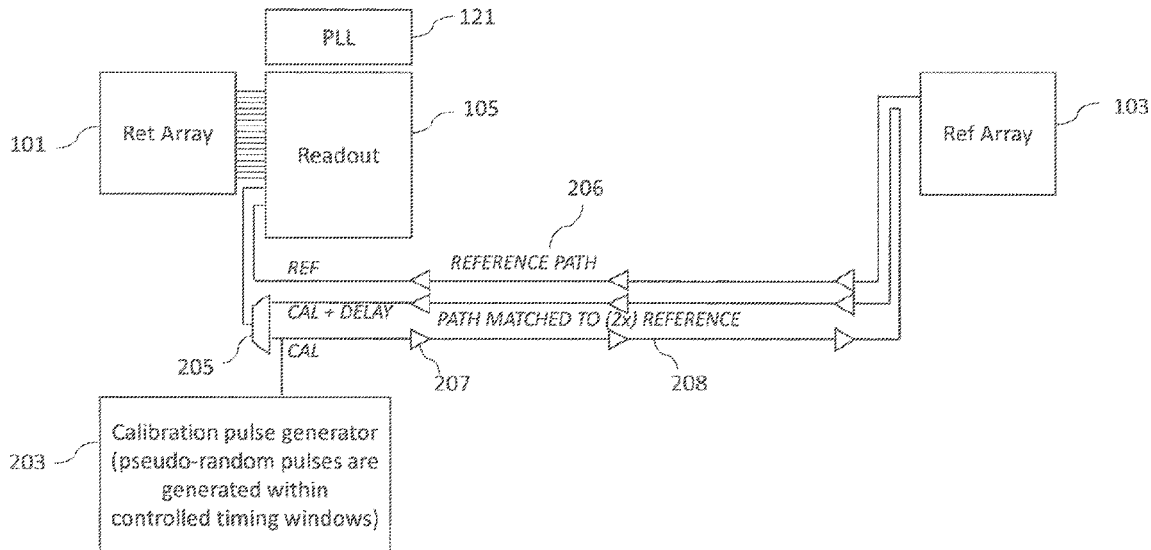 PLL
121
Ret Array
101
Readout
105
Ref Array
103
206
REF
REFERENCE PATH
CAL + DELAY
PATH MATCHED TO (2x) REFERENCE
205
CAL
207
208
203
Calibration pulse generator
(pseudo-random pulses are
generated within
controlled timing windows)